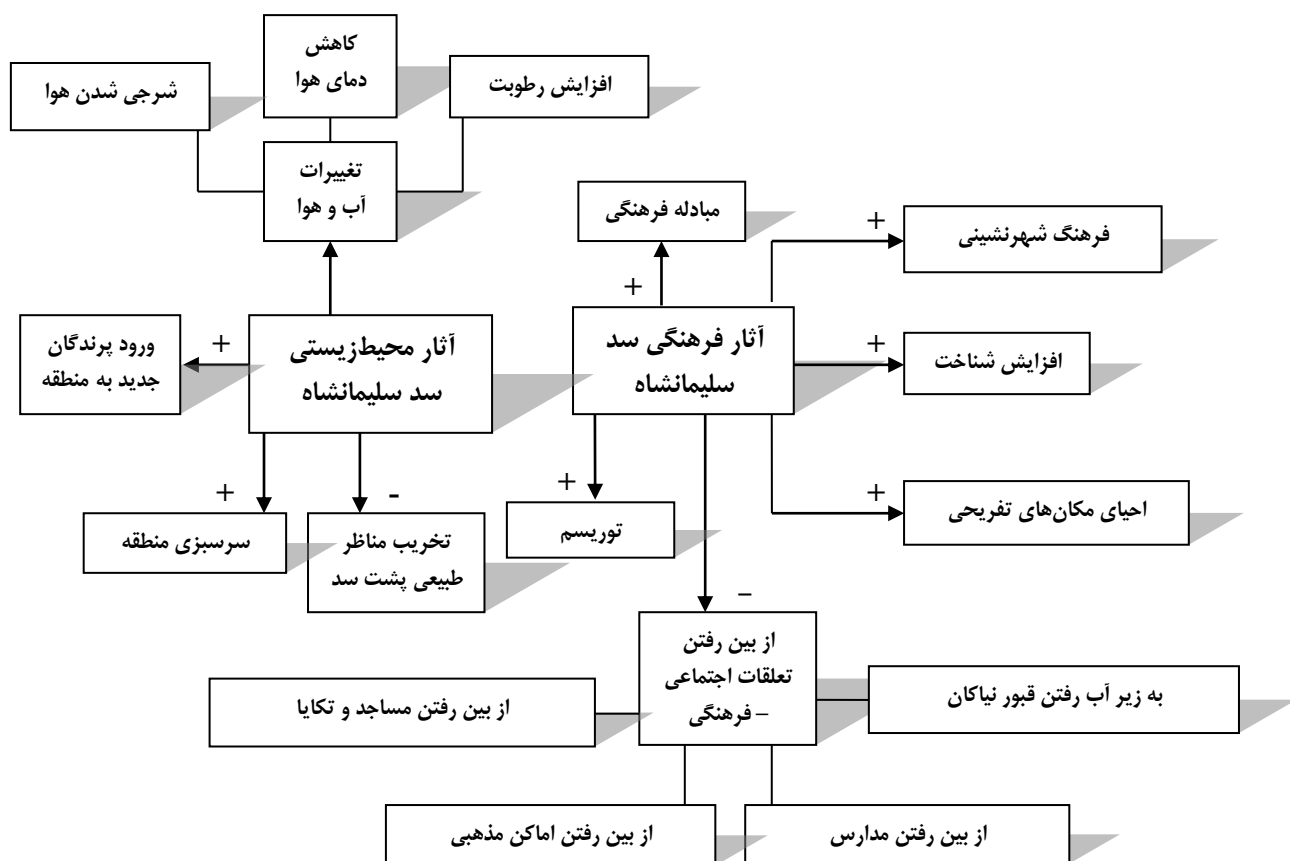 کاهش
دمای هوا
شرجی شدن هوا
افزایش رطوبت
تغییرات
آب و هوا
مبادله فرهنگی
+
فرهنگ شهرنشینی
+
ورود پرندگان
جدید به منطقه
+
آثار محیط‌زیستی
سد سلیمانشاه
آثار فرهنگی سد
سلیمانشاه
+
افزایش شناخت
+
سرسبزی منطقه
-
تخریب مناظر
طبیعی پشت سد
+
توریسم
+
احیای مکان‌های تفریحی
–
از بین رفتن
تعلقات اجتماعی
– فرهنگی
از بین رفتن مساجد و تکایا
به زیر آب رفتن قبور نیاکان
از بین رفتن اماکن مذهبی
از بین رفتن مدارس